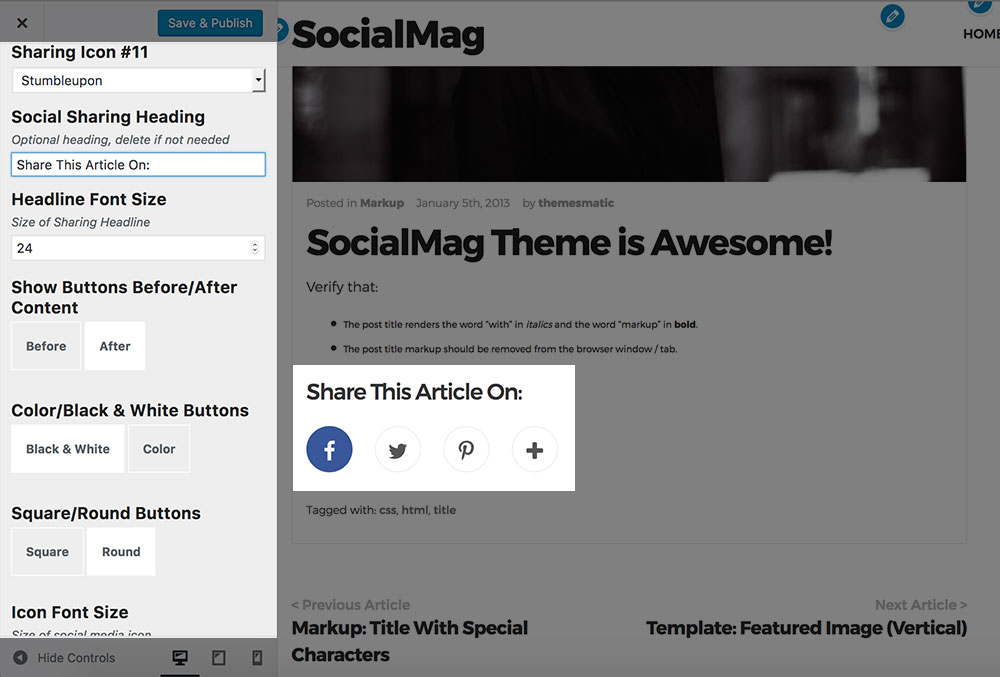 Save & Publish
Sharing Icon #11
Stumbleupon
Social Sharing Heading
Optional heading, delete if not needed
Share This Article On:
Headline Font Size
Size of Sharing Headline
24
Show Buttons Before/After
Content
Before After
Color/Black & White Buttons
Black & White Color
Square/Round Buttons
Square Round
Icon Font Size
Size of social media icon
Hide Controls
SocialMag
HOME
Posted in Markup January 5th, 2013 by themesmatic
SocialMag Theme is Awesome!
Verify that:
The post title renders the word “with” in italics and the word “markup” in bold.
The post title markup should be removed from the browser window / tab.
Share This Article On:
Tagged with: css, html, title
< Previous Article
Markup: Title With Special
Characters
Next Article >
Template: Featured Image (Vertical)